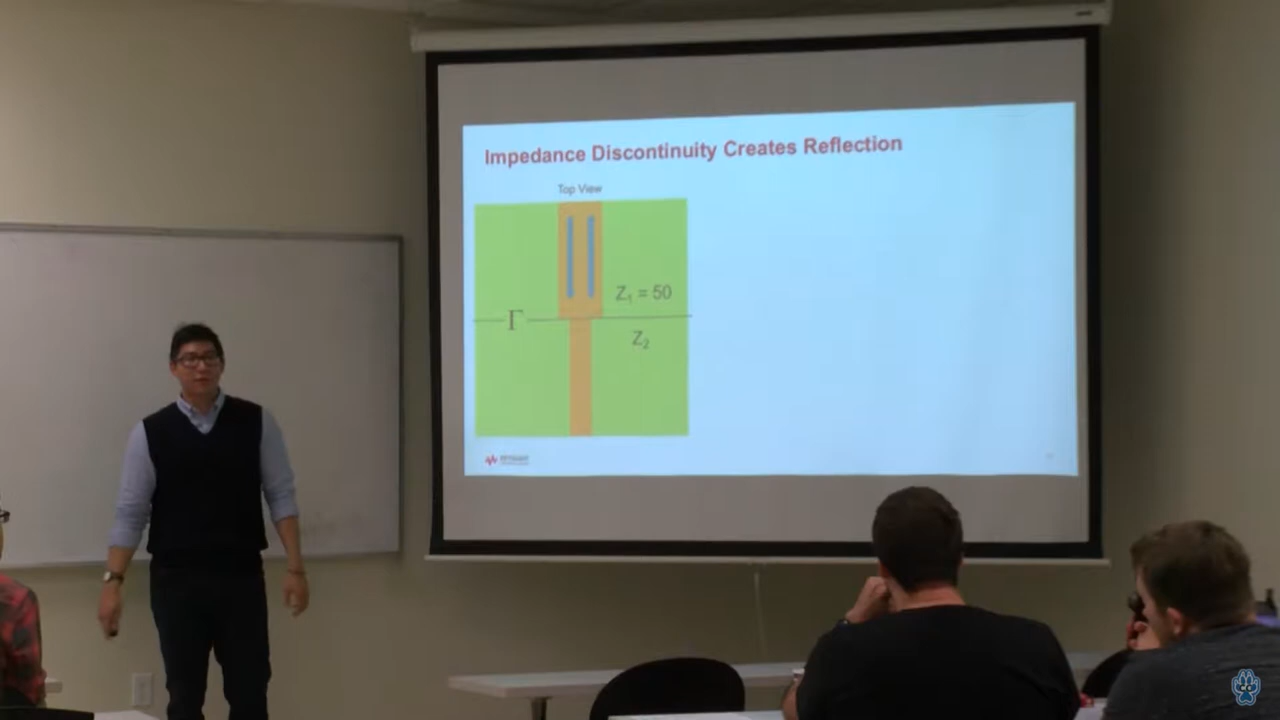 Impedance Discontinuity Creates Reflection
Top View
Z₁ = 50
Γ
Z₂